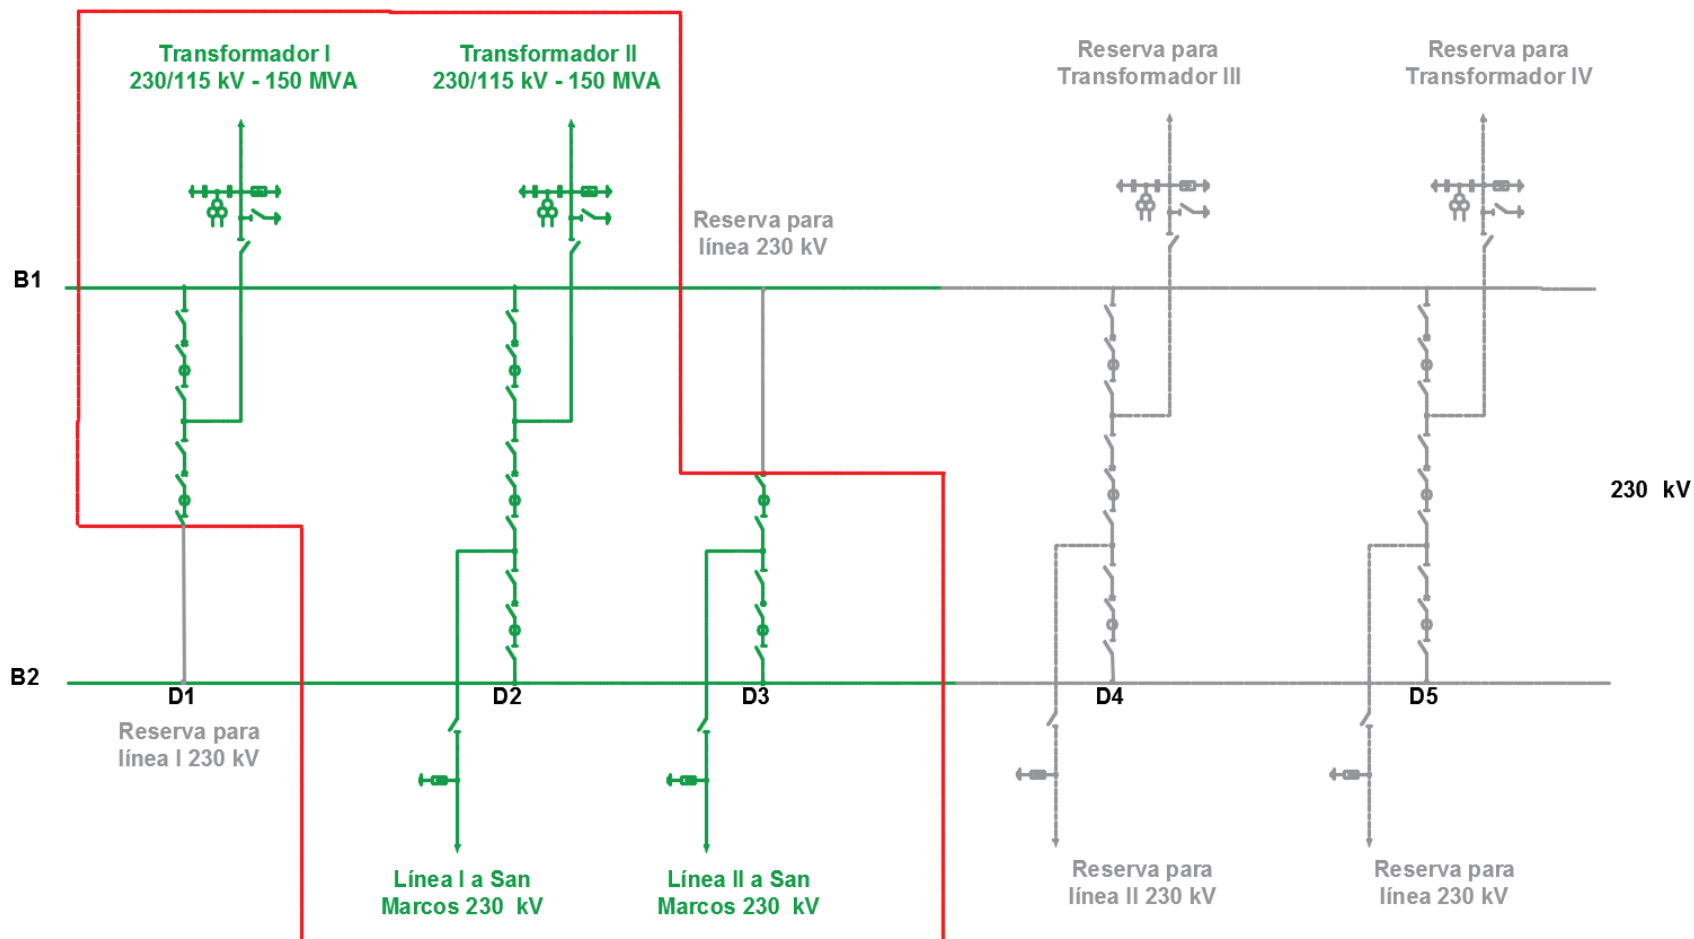 Transformador I
230/115 kV - 150 MVA
Transformador II
230/115 kV - 150 MVA
Reserva para
Transformador III
Reserva para
Transformador IV
Reserva para
línea 230 kV
B1
230 kV
B2
D1
D2
D3
D4
D5
Reserva para
línea I 230 kV
Línea I a San
Marcos 230 kV
Línea II a San
Marcos 230 kV
Reserva para
línea II 230 kV
Reserva para
línea 230 kV